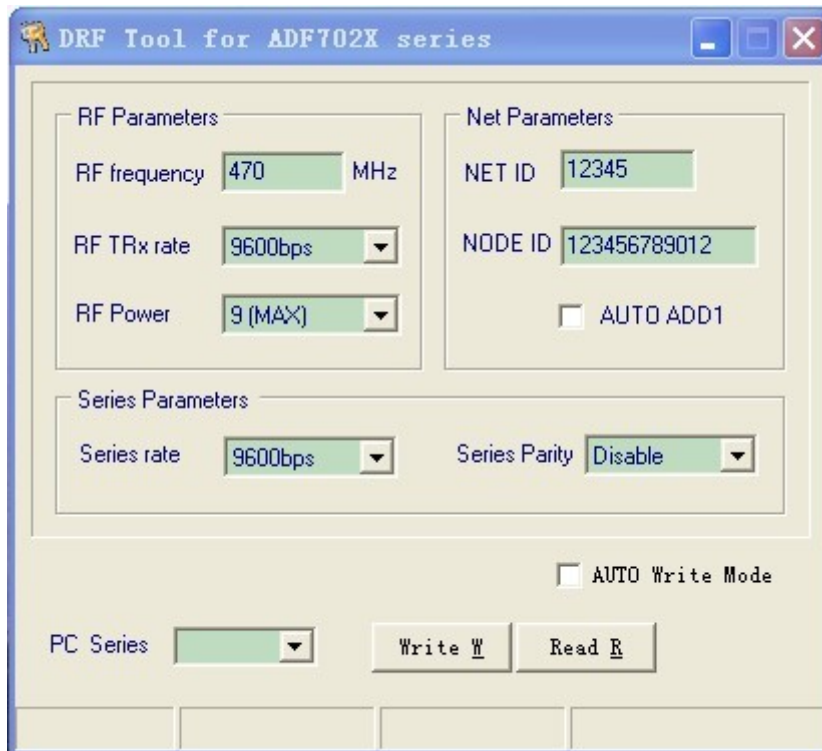 DRF Tool for ADF702X series
RF Parameters
RF frequency 470 MHz
RF TRx rate 9600bps
RF Power 9 (MAX)
Net Parameters
NET ID 12345
NODE ID 123456789012
AUTO ADD1
Series Parameters
Series rate 9600bps
Series Parity Disable
AUTO Write Mode
PC Series
Write W
Read R